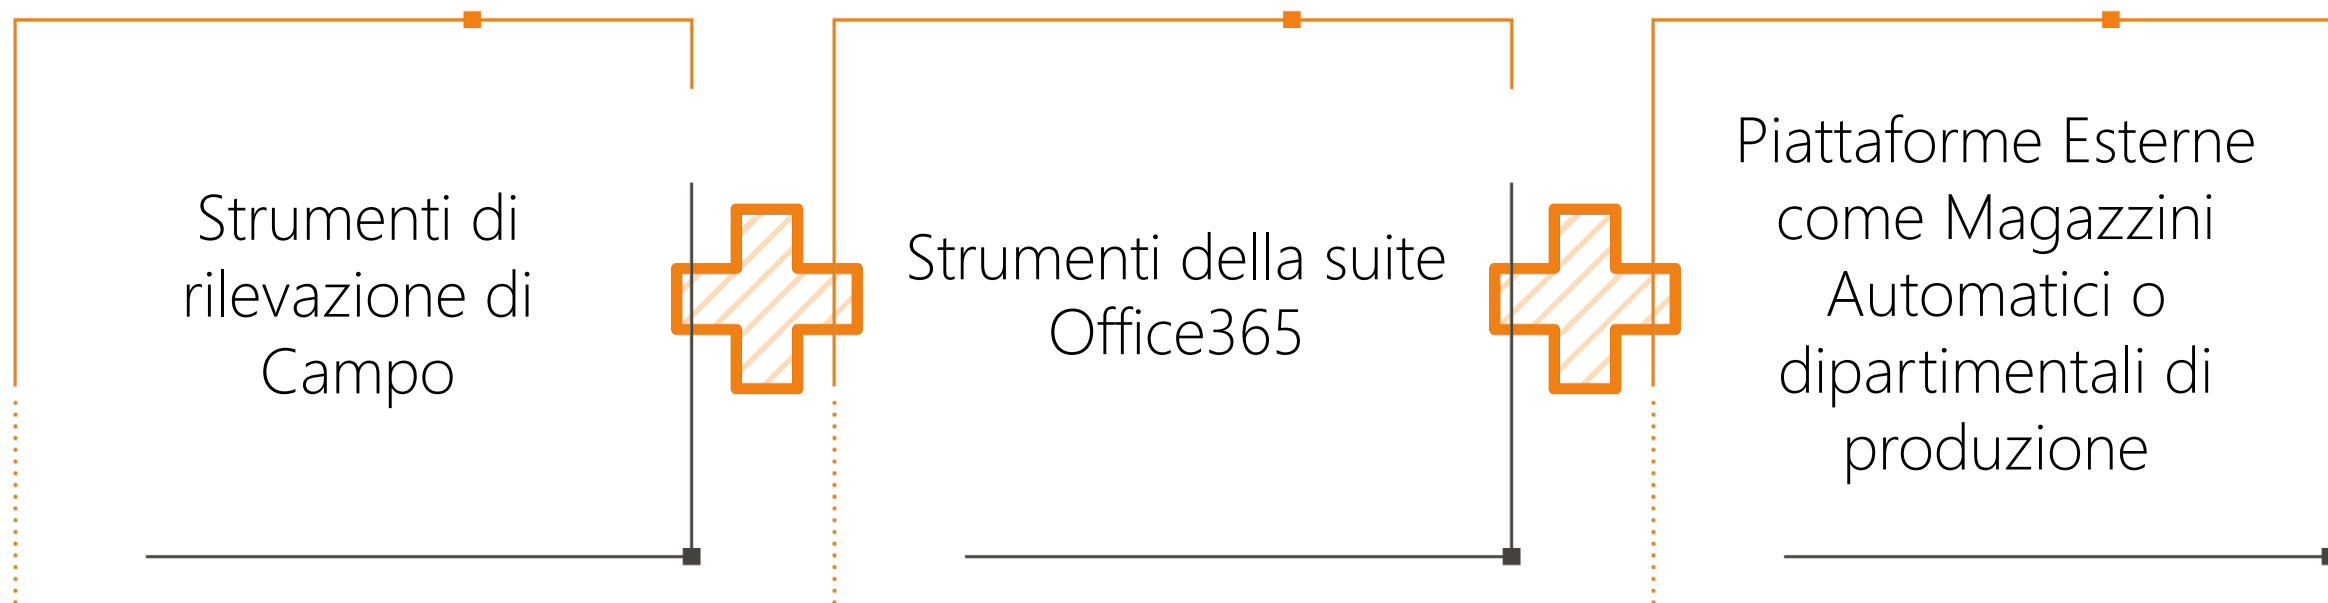 Strumenti di
rilevazione di
Campo
Strumenti della suite
Office365
Piattaforme Esterne
come Magazzini
Automatici o
dipartimentali di
produzione